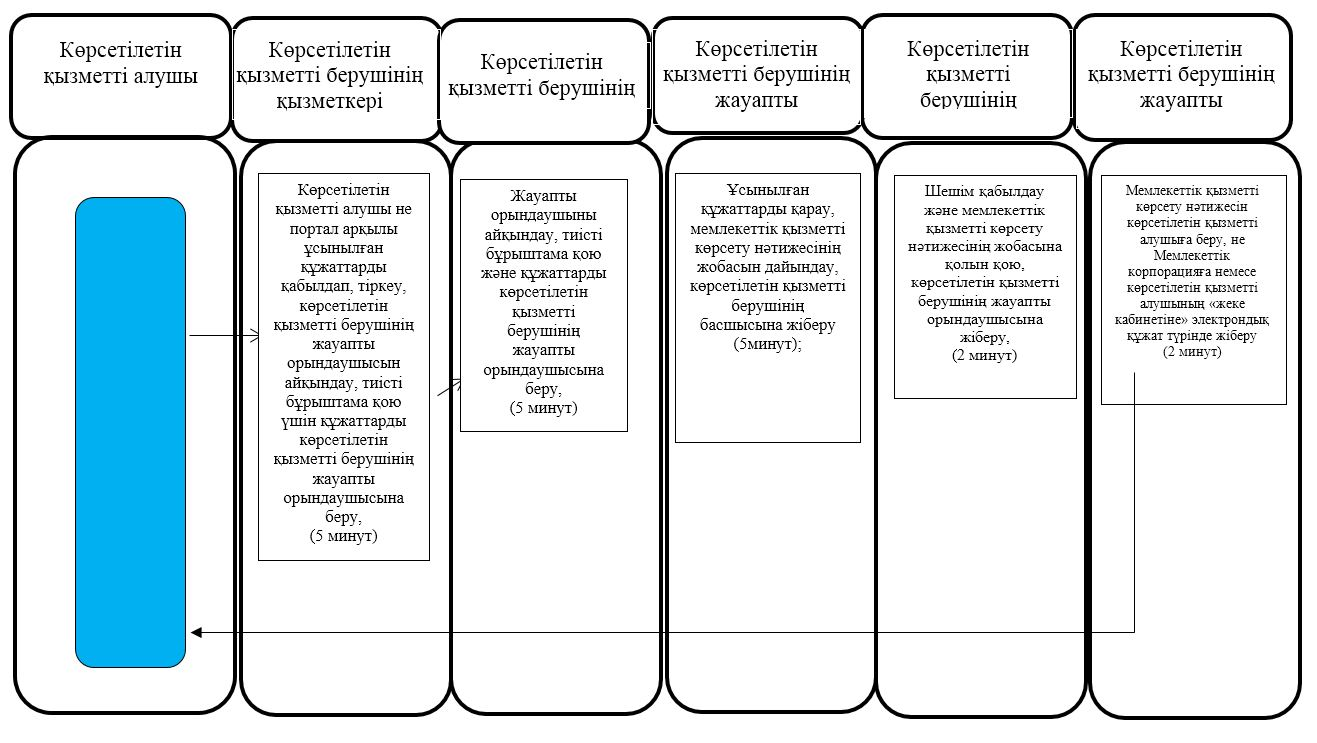 Көрсетілетін
қызметті алушы
Көрсетілетін
қызметті берушінің
қызметкері
Көрсетілетін
қызметті берушінің
Көрсетілетін
қызметті берушінің
жауапты
Көрсетілетін
қызметті
берушінің
Көрсетілетін
қызметті берушінің
жауапты
Көрсетілетін
қызметті алушы не
портал арқылы
ұсынылған
құжаттарды
қабылдап, тіркеу,
көрсетілетін
қызметті берушінің
жауапты
орындаушысын
айқындау, тиісті
бұрыштама қою
үшін құжаттарды
көрсетілетін
қызметті берушінің
жауапты
орындаушысына
беру,
(5 минут)
Жауапты
орындаушыны
айқындау, тиісті
бұрыштама қою
және құжаттарды
көрсетілетін
қызметті
берушінің
жауапты
орындаушысына
беру,
(5 минут)
Ұсынылған
құжаттарды қарау,
мемлекеттік қызметті
көрсету нәтижесінің
жобасын дайындау,
көрсетілетін қызметті
берушінің
басшысына жіберу
(5минут);
Шешім қабылдау
және мемлекеттік
қызметті көрсету
нәтижесінің жобасына
қолын қою,
көрсетілетін қызметті
берушінің жауапты
орындаушысына
жіберу,
(2 минут)
Мемлекеттік қызметті
көрсету нәтижесін
көрсетілетін қызметті
алушыға беру, не
Мемлекеттік
корпорацияға немесе
көрсетілетін қызметті
алушының «жеке
кабинетіне» электрондық
құжат түрінде жіберу
(2 минут)